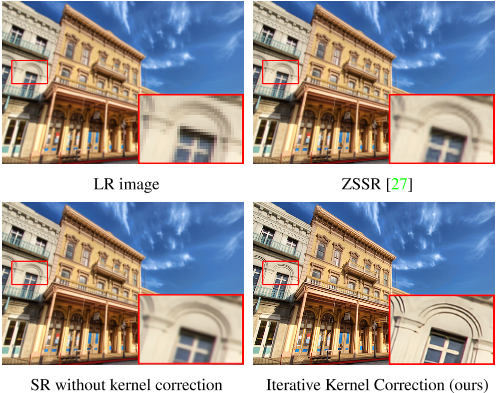 LR image
ZSSR [27]
SR without kernel correction
Iterative Kernel Correction (ours)